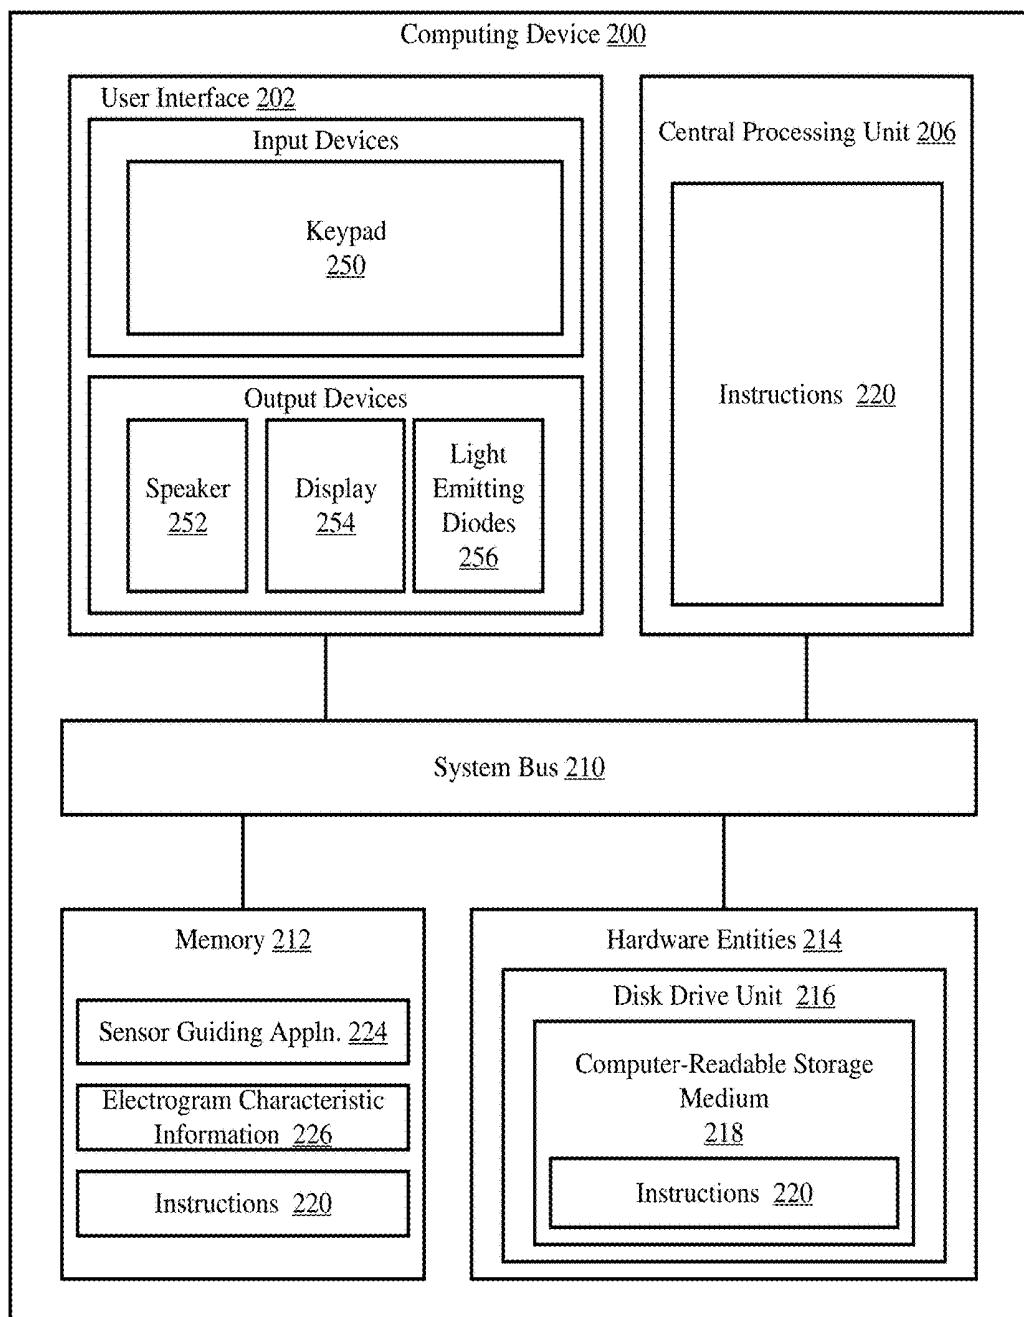 Computing Device 200
User Interface 202
Input Devices
Keypad
250
Output Devices
Speaker
252
Display
254
Light
Emitting
Diodes
256
Central Processing Unit 206
Instructions 220
System Bus 210
Memory 212
Sensor Guiding Appln. 224
Electrogram Characteristic
Information 226
Instructions 220
Hardware Entities 214
Disk Drive Unit 216
Computer-Readable Storage
Medium
218
Instructions 220